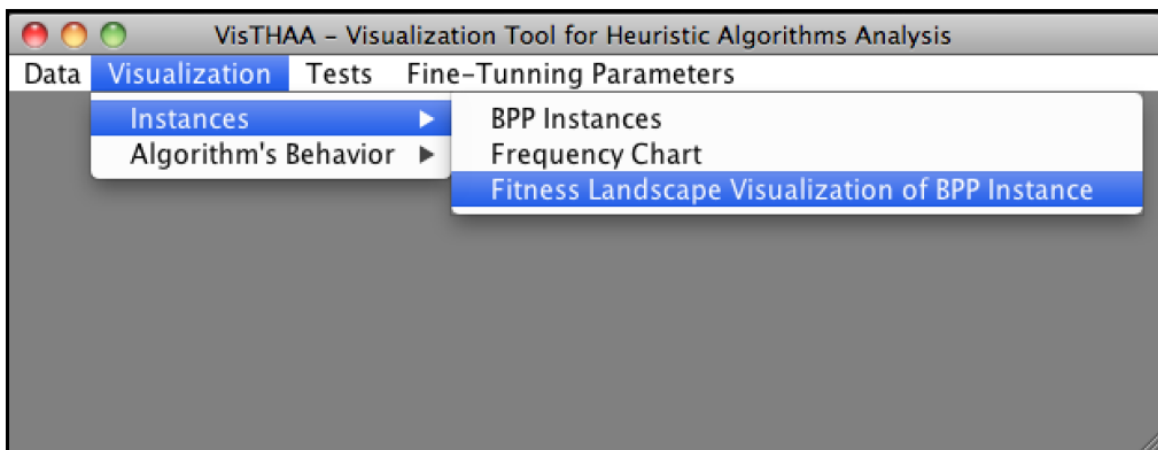 VisTHAA – Visualization Tool for Heuristic Algorithms Analysis
Data Visualization Tests Fine–Tunning Parameters
Instances BPP Instances
Algorithm's Behavior Frequency Chart
Fitness Landscape Visualization of BPP Instance